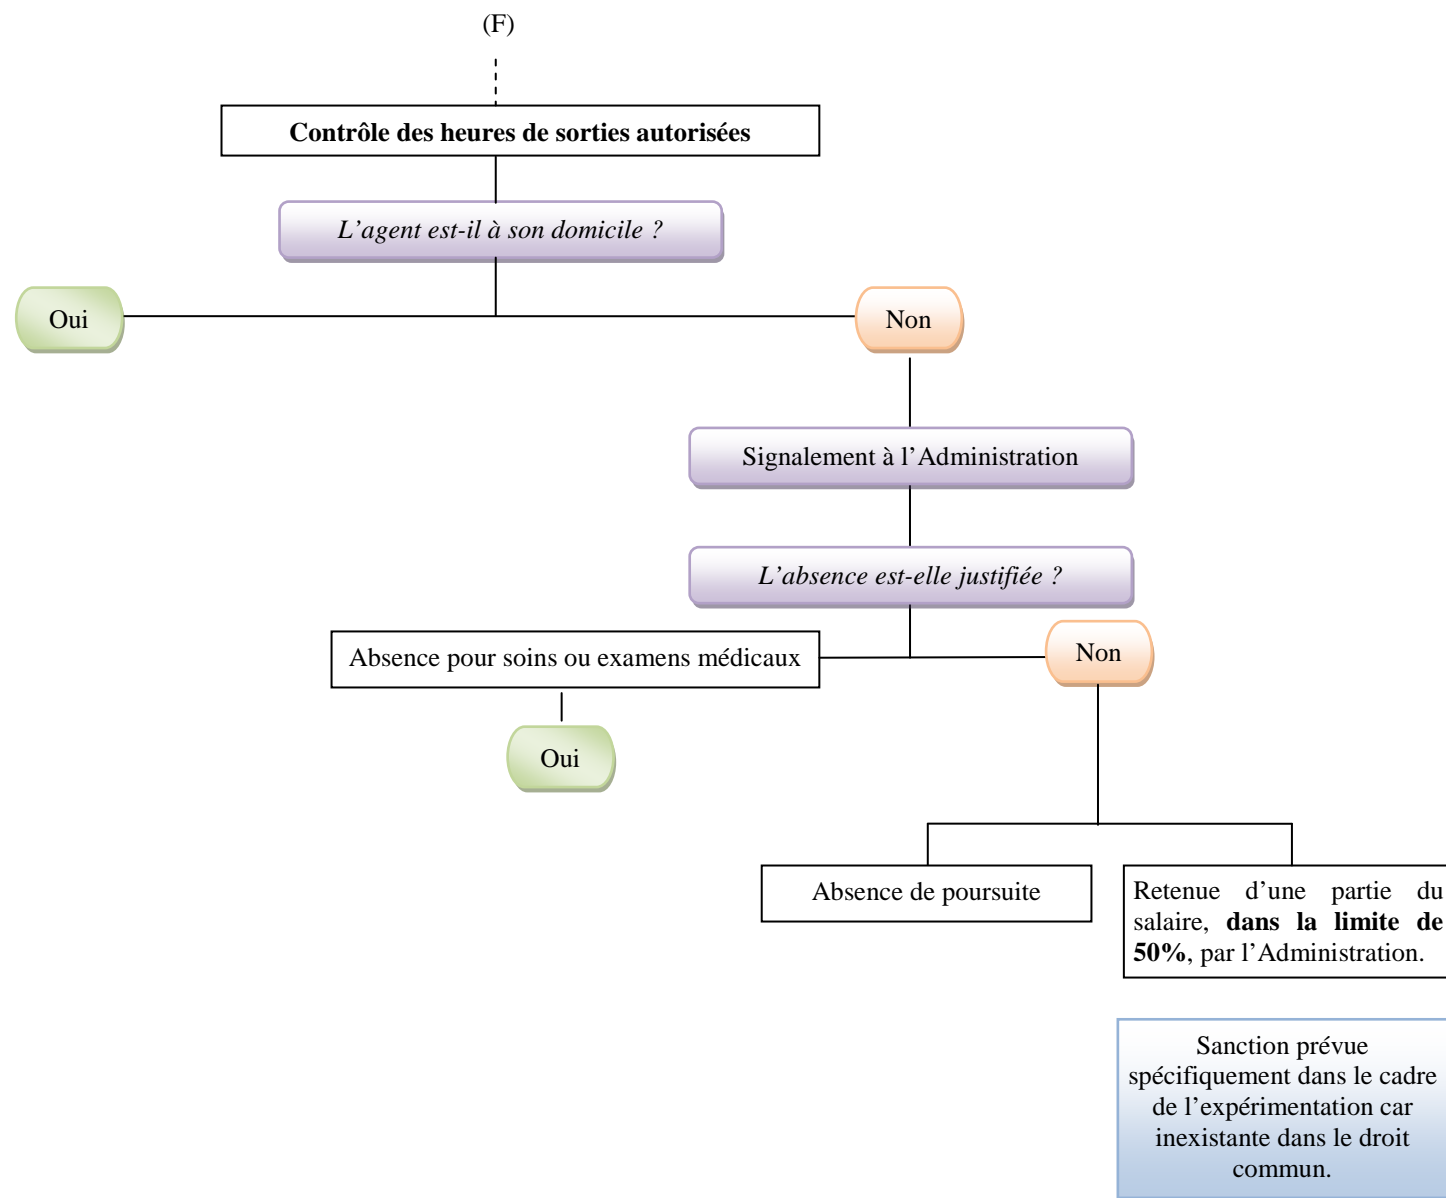 (F)
Contrôle des heures de sorties autorisées
L’agent est-il à son domicile ?
Oui
Non
Signalement à l’Administration
L’absence est-elle justifiée ?
Absence pour soins ou examens médicaux
Non
Oui
Absence de poursuite
Retenue d’une partie du
salaire, dans la limite de
50%, par l’Administration.
Sanction prévue
spécifiquement dans le cadre
de l’expérimentation car
inexistante dans le droit
commun.